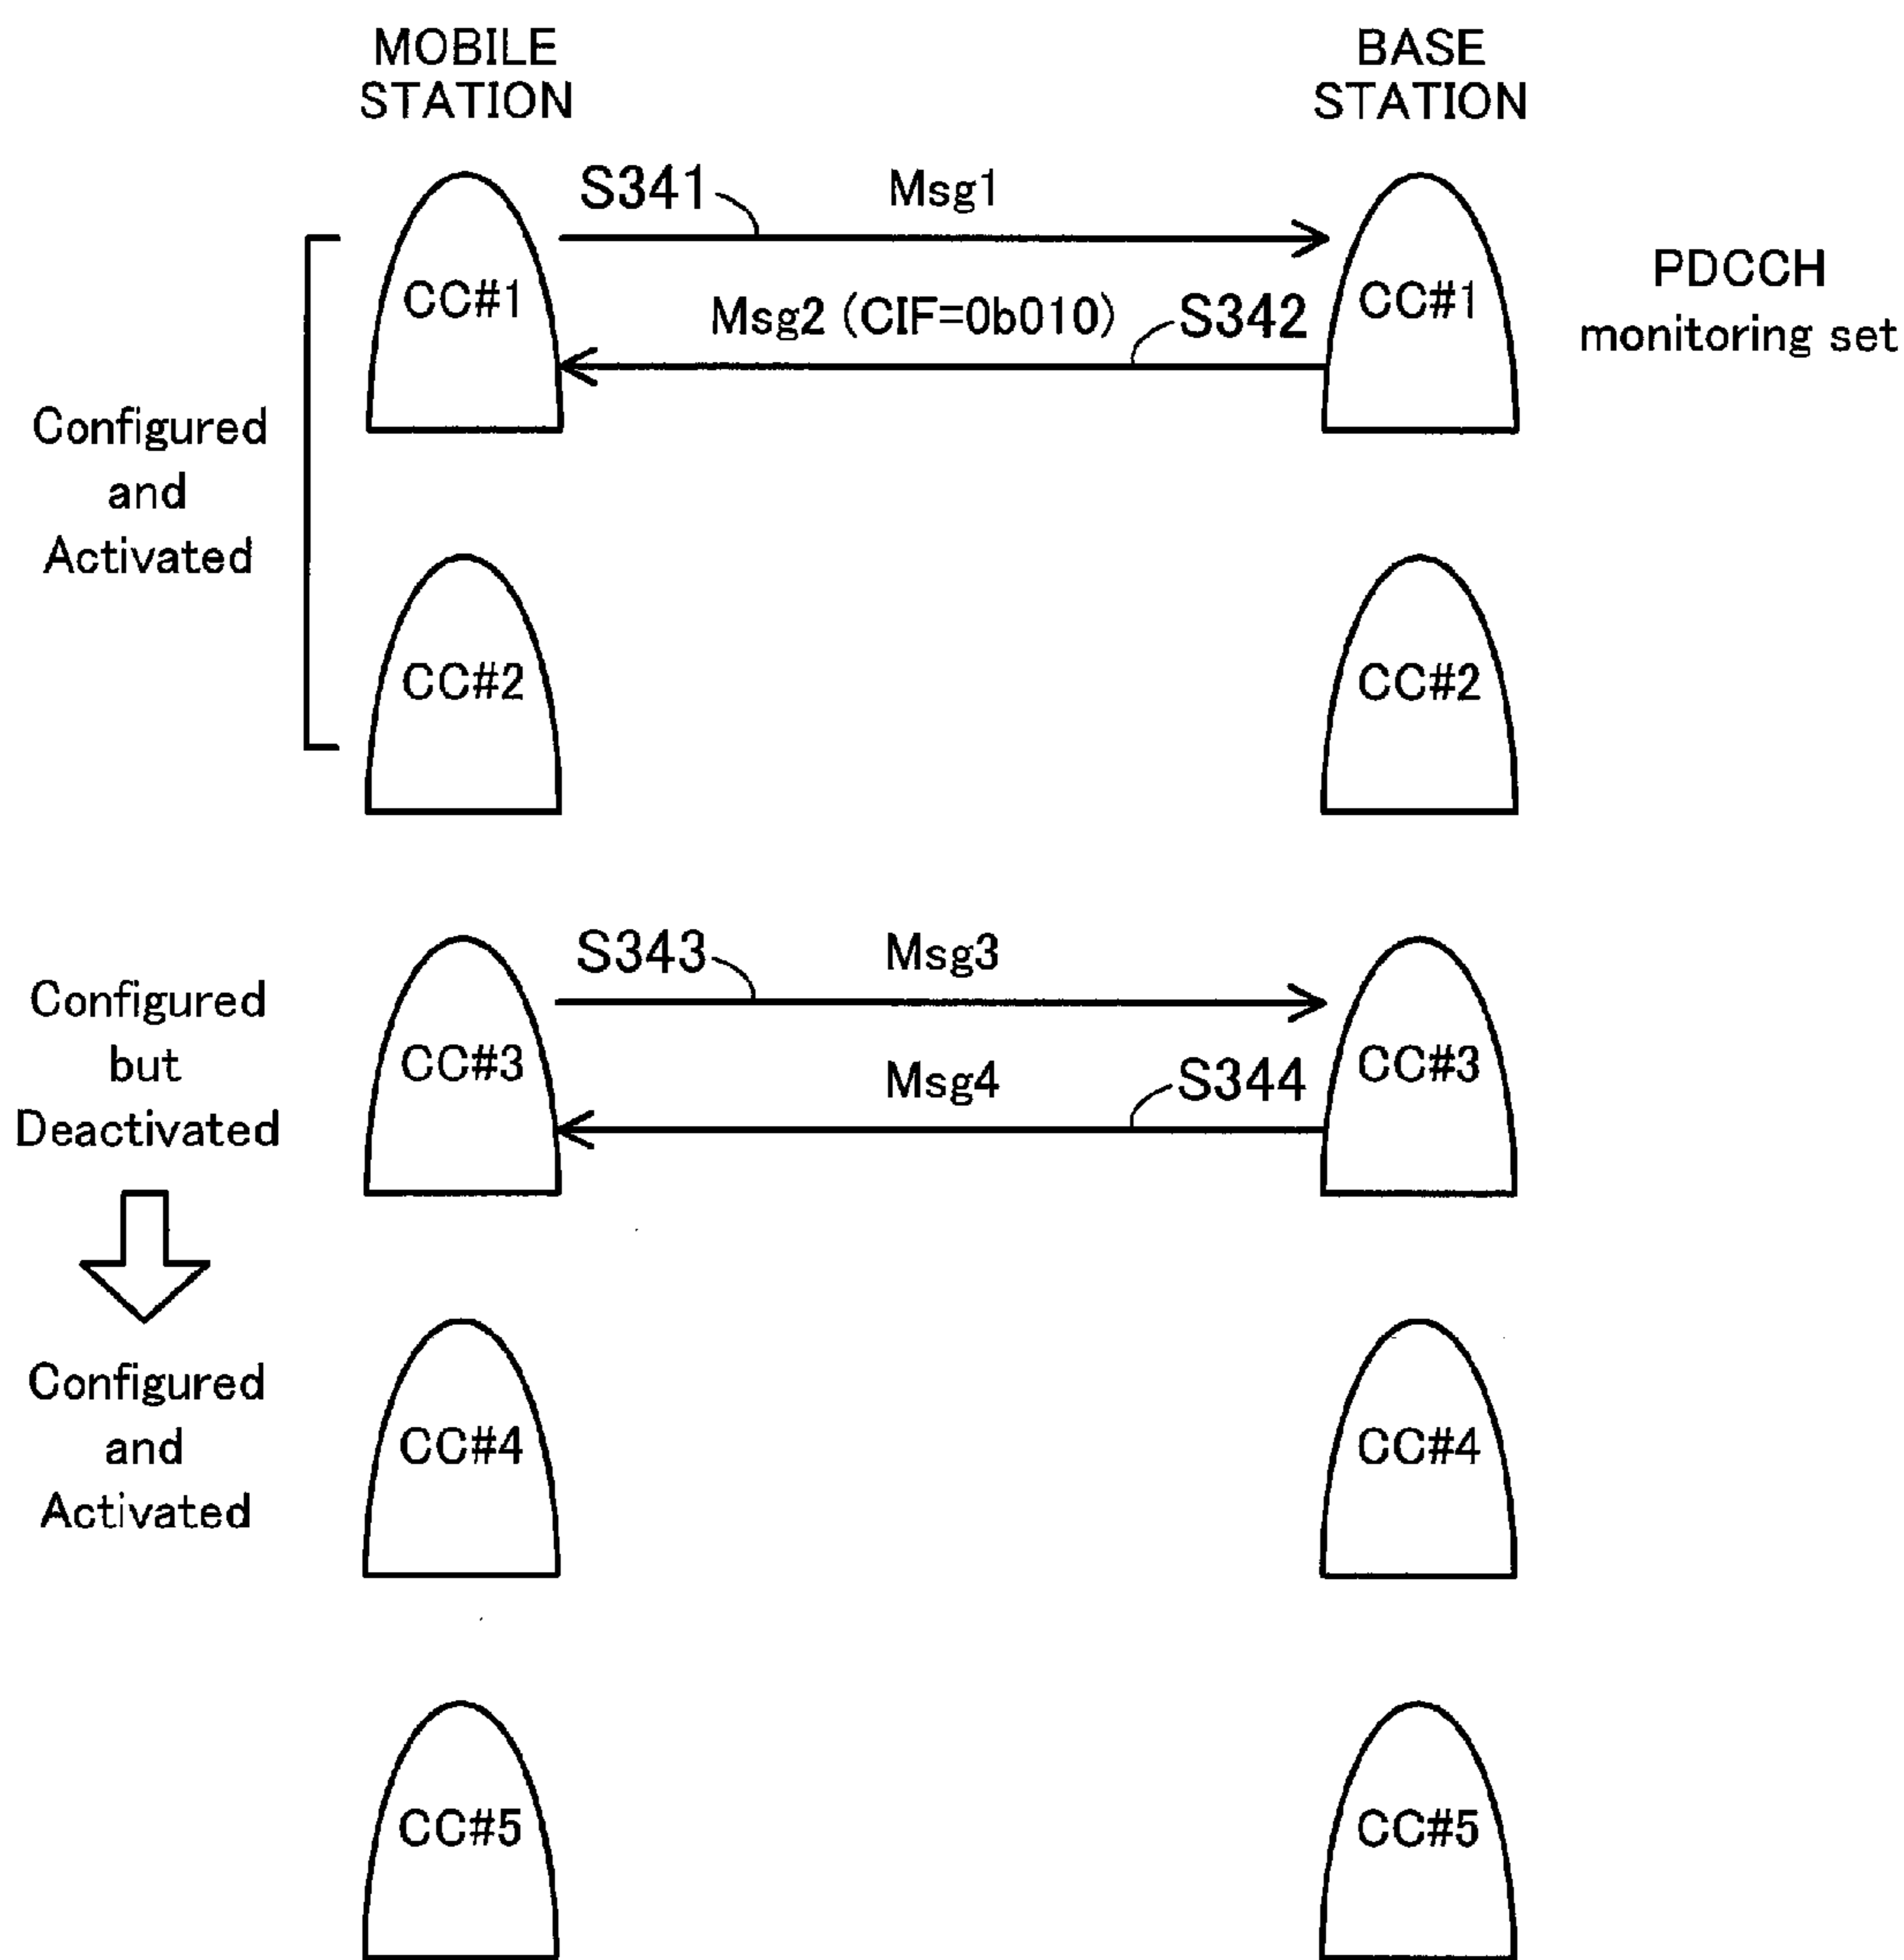 MOBILE
STATION
BASE
STATION
S341
Msg1
CC#1
CC#1
PDCCH
monitoring set
Msg2 (CIF=0b010)
S342
Configured
and
Activated
CC#2
CC#2
S343
Msg3
Configured
but
Deactivated
CC#3
CC#3
Msg4
S344
Configured
and
Activated
CC#4
CC#4
CC#5
CC#5